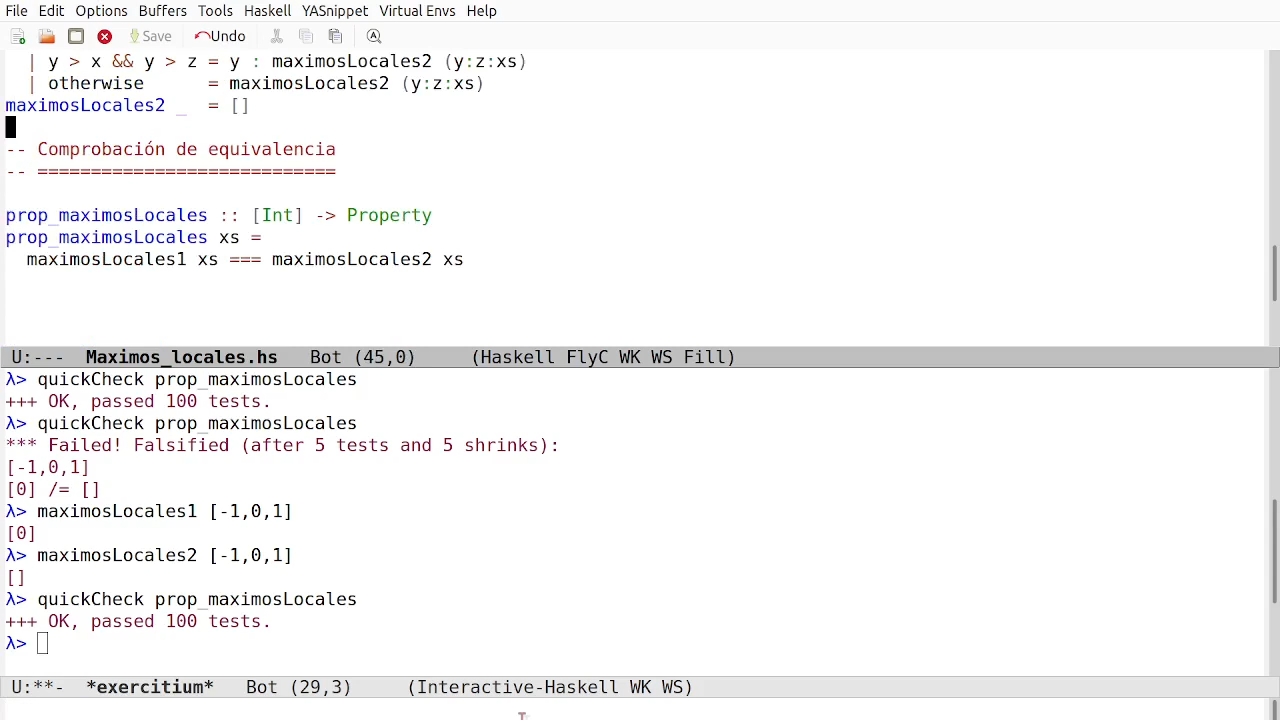 File Edit Options Buffers Tools Haskell YASnippet Virtual Envs Help
Save Undo
| y > x && y > z = y : maximosLocales2 (y:z:xs)
| otherwise      = maximosLocales2 (y:z:xs)
maximosLocales2 _  = []
-- Comprobación de equivalencia
-- ============================
prop_maximosLocales :: [Int] -> Property
prop_maximosLocales xs =
maximosLocales1 xs === maximosLocales2 xs
U:---  Maximos_locales.hs   Bot (45,0)     (Haskell FlyC WK WS Fill)
λ> quickCheck prop_maximosLocales
+++ OK, passed 100 tests.
λ> quickCheck prop_maximosLocales
*** Failed! Falsified (after 5 tests and 5 shrinks):
[-1,0,1]
[0] /= []
λ> maximosLocales1 [-1,0,1]
[0]
λ> maximosLocales2 [-1,0,1]
[]
λ> quickCheck prop_maximosLocales
+++ OK, passed 100 tests.
λ>
U:**-  *exercitium*   Bot (29,3)     (Interactive-Haskell WK WS)